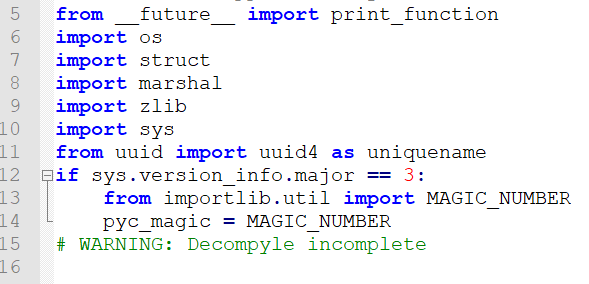 5 from __future__ import print_function
6 import os
7 import struct
8 import marshal
9 import zlib
10 import sys
11 from uuid import uuid4 as uniquename
12 if sys.version_info.major == 3:
13     from importlib.util import MAGIC_NUMBER
14     pyc_magic = MAGIC_NUMBER
15 # WARNING: Decompyle incomplete
16